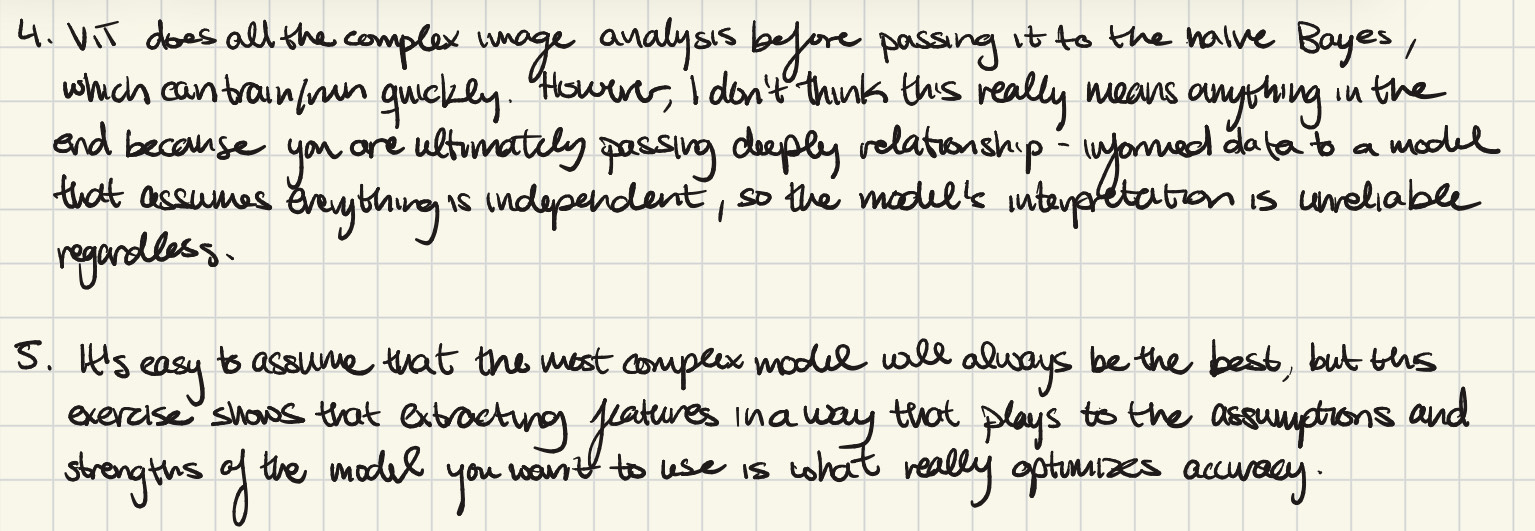 4. ViT does all the complex image analysis before passing it to the naive Bayes,
which can train/run quickly. However, I don't think this really means anything in the
end because you are ultimately passing deeply relationship-informed data to a model
that assumes everything is independent, so the model's interpretation is unreliable
regardless.
5. It's easy to assume that the most complex model will always be the best, but this
exercise shows that extracting features in a way that plays to the assumptions and
strengths of the model you want to use is what really optimizes accuracy.